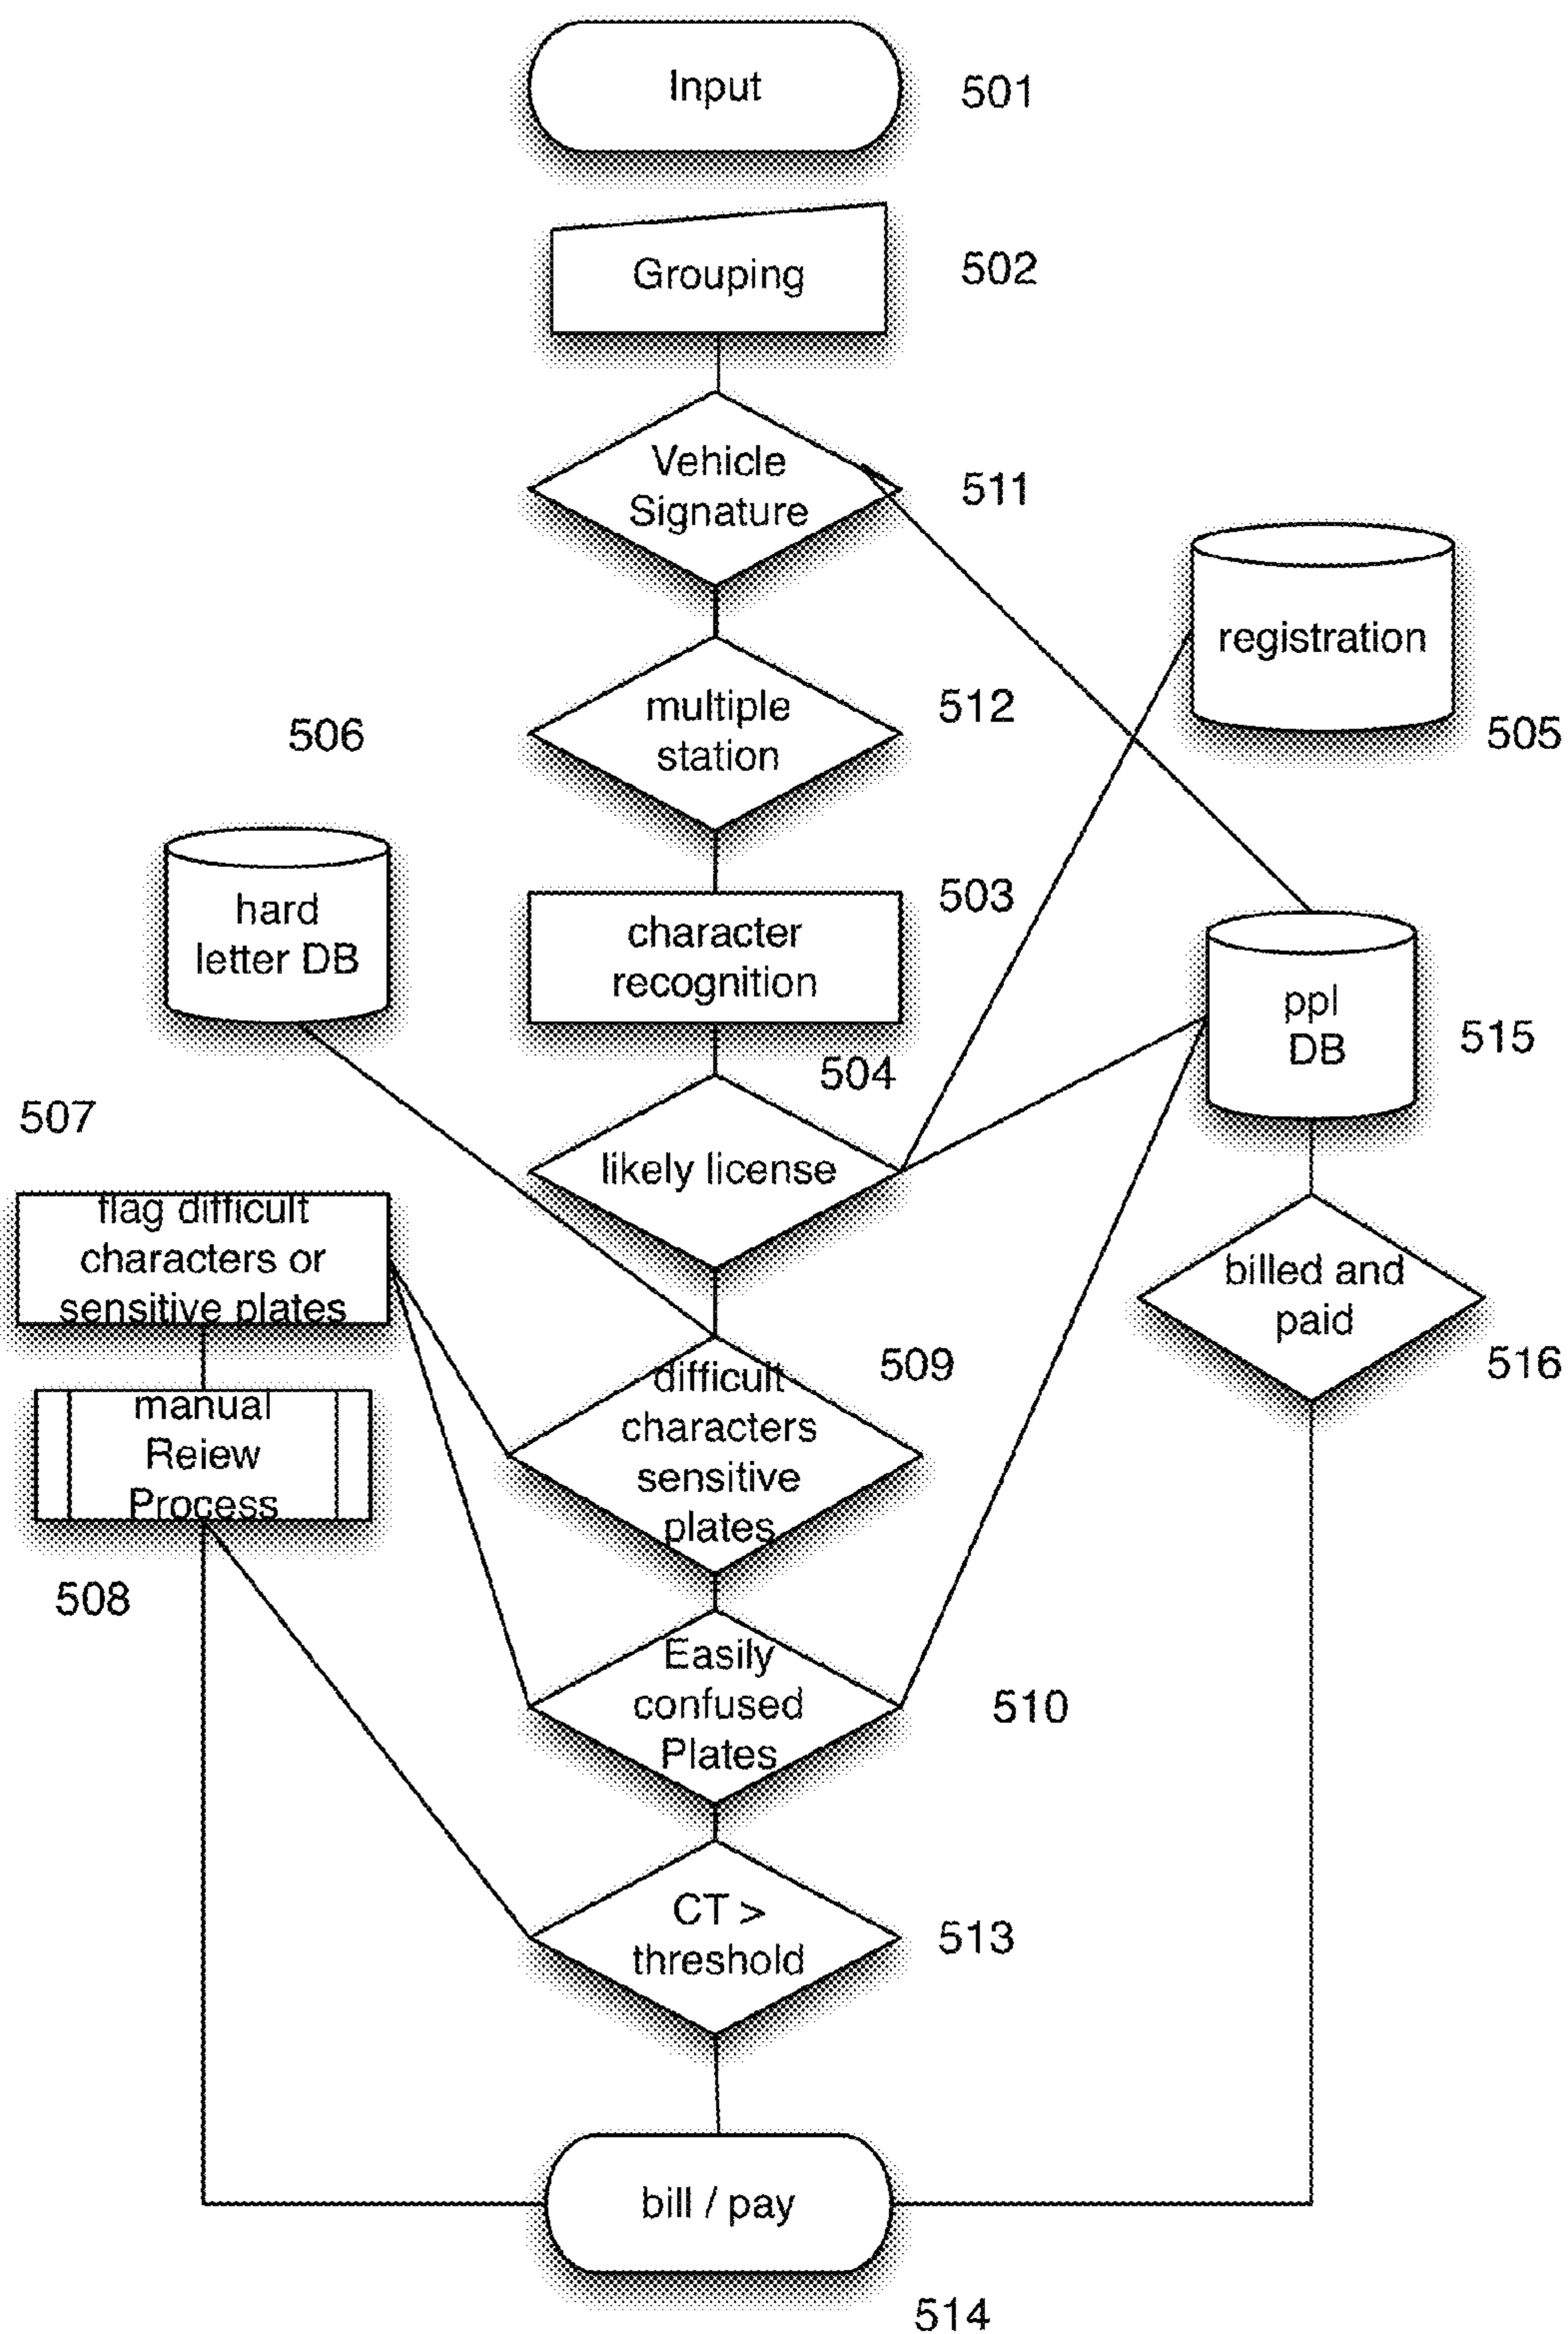 Input
501
Grouping
502
Vehicle
Signature
511
registration
505
multiple
station
512
506
hard
letter DB
character
recognition
503
ppl
DB
515
504
likely license
507
flag difficult
characters or
sensitive plates
billed and
paid
516
509
difficult
characters
sensitive
plates
manual
Reiew
Process
508
Easily
confused
Plates
510
CT >
threshold
513
bill / pay
514